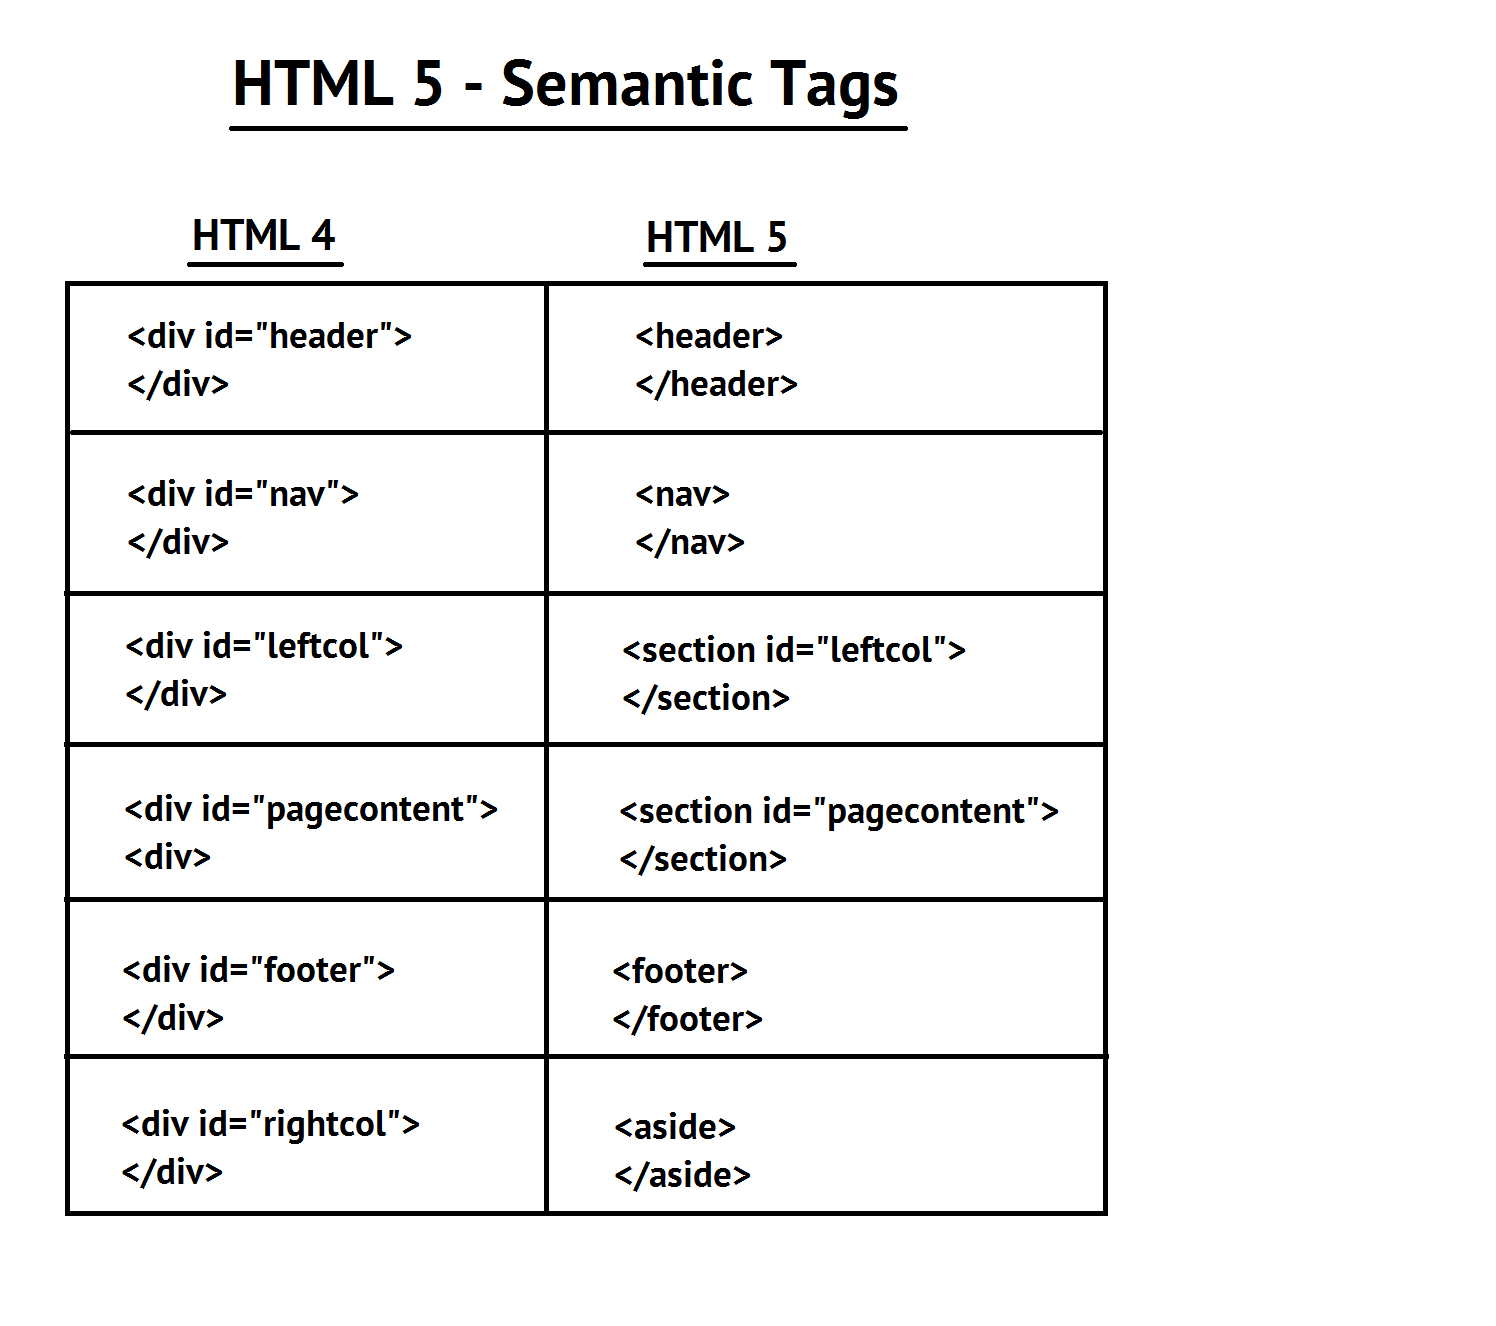 HTML 5 - Semantic Tags
HTML 4
HTML 5
<div id="header">
</div>
<header>
</header>
<div id="nav">
</div>
<nav>
</nav>
<div id="leftcol">
</div>
<section id="leftcol">
</section>
<div id="pagecontent">
<div>
<section id="pagecontent">
</section>
<div id="footer">
</div>
<footer>
</footer>
<div id="rightcol">
</div>
<aside>
</aside>